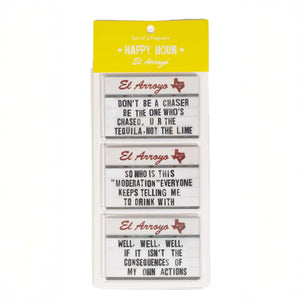 Set of 3 Magnets
★ HAPPY HOUR ★
El Arroyo
El Arroyo
DON'T BE A CHASER
BE THE ONE WHO'S
CHASED. U R THE
TEQUILA, NOT THE LIME
El Arroyo
SO WHO IS THIS
"MODERATION" EVERYONE
KEEPS TELLING ME
TO DRINK WITH
El Arroyo
WELL, WELL, WELL,
IF IT ISN'T THE
CONSEQUENCES OF
MY OWN ACTIONS